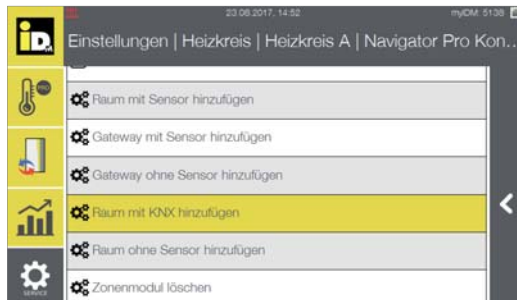 23.08.2017, 14:52
myIDM: 5138
iD
Einstellungen | Heizkreis | Heizkreis A | Navigator Pro Kon...
PRO
Raum mit Sensor hinzufügen
Gateway mit Sensor hinzufügen
Gateway ohne Sensor hinzufügen
Raum mit KNX hinzufügen
Raum ohne Sensor hinzufügen
SERVICE
Zonenmodul löschen